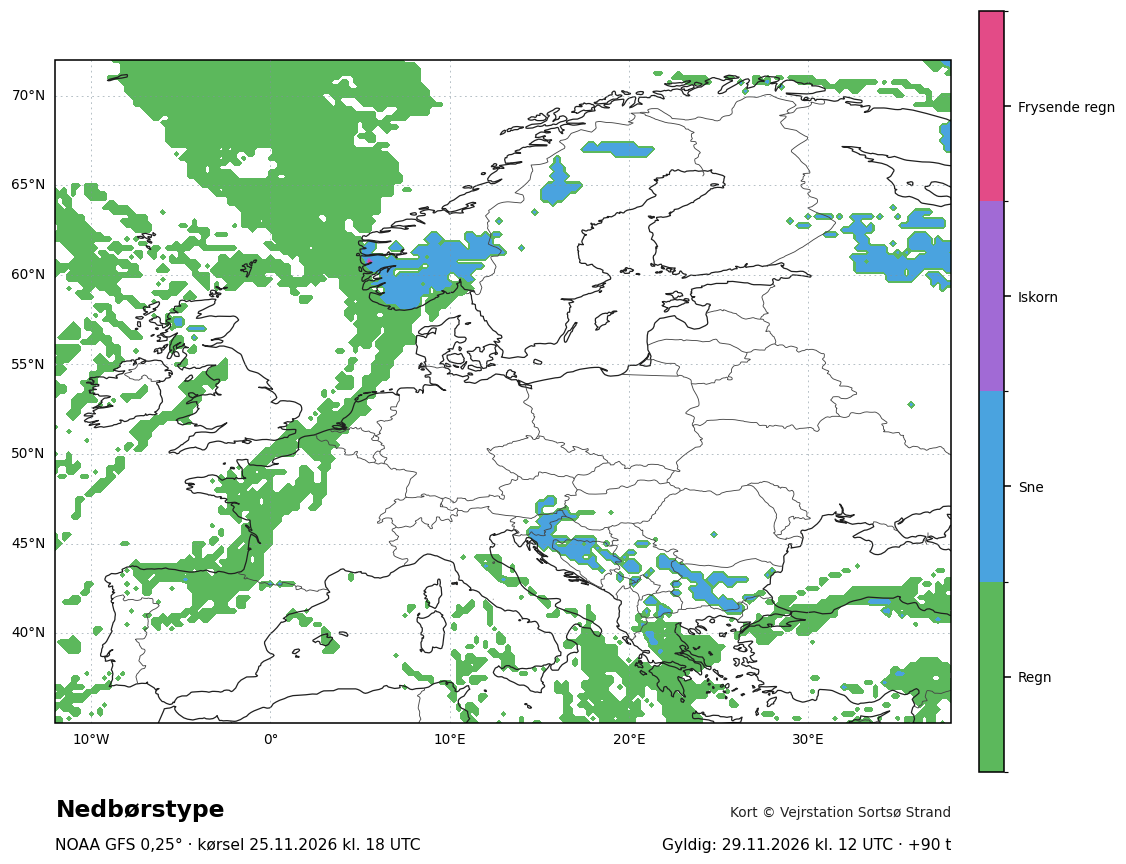 70°N
65°N
60°N
55°N
50°N
45°N
40°N
10°W
0°
10°E
20°E
30°E
Frysende regn
Iskorn
Sne
Regn
Nedbørstype
Kort © Vejrstation Sortsø Strand
NOAA GFS 0,25° · kørsel 25.11.2026 kl. 18 UTC
Gyldig: 29.11.2026 kl. 12 UTC · +90 t